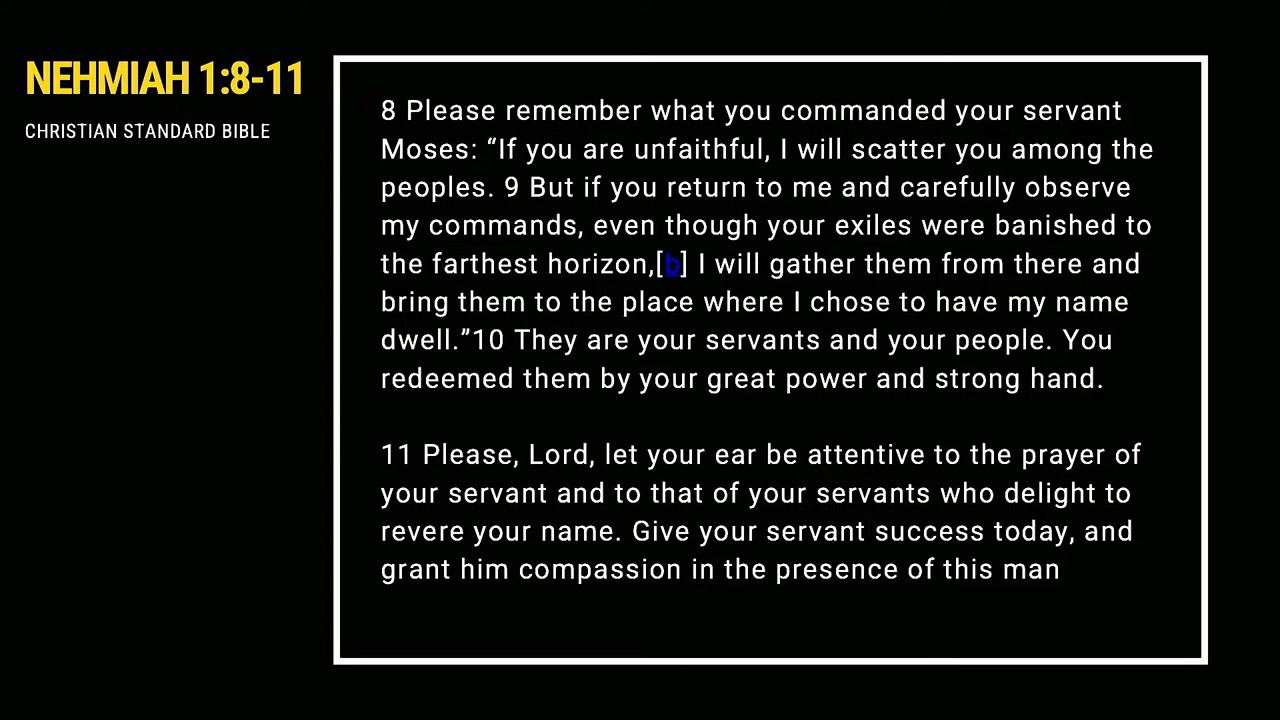 NEHMIAH 1:8-11
CHRISTIAN STANDARD BIBLE
8 Please remember what you commanded your servant
Moses: “If you are unfaithful, I will scatter you among the
peoples. 9 But if you return to me and carefully observe
my commands, even though your exiles were banished to
the farthest horizon,[b] I will gather them from there and
bring them to the place where I chose to have my name
dwell.”10 They are your servants and your people. You
redeemed them by your great power and strong hand.
11 Please, Lord, let your ear be attentive to the prayer of
your servant and to that of your servants who delight to
revere your name. Give your servant success today, and
grant him compassion in the presence of this man